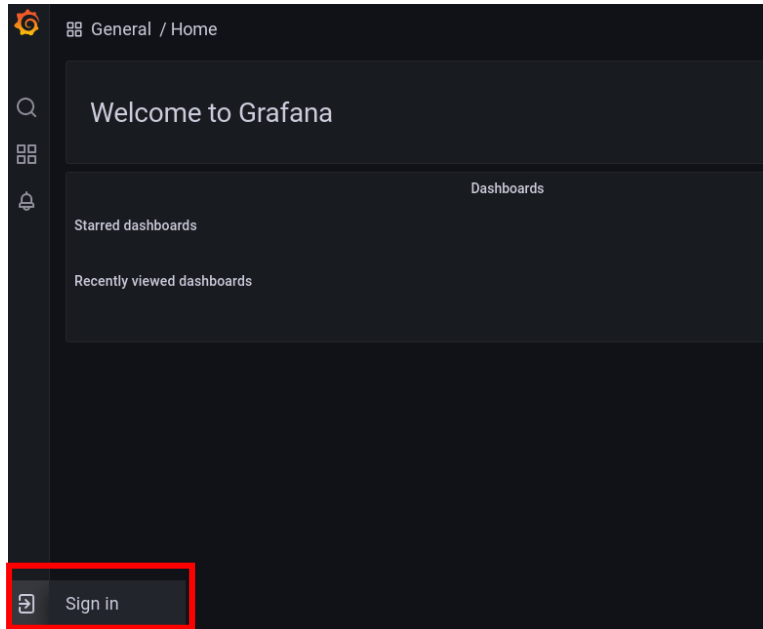 General / Home
Welcome to Grafana
Dashboards
Starred dashboards
Recently viewed dashboards
Sign in